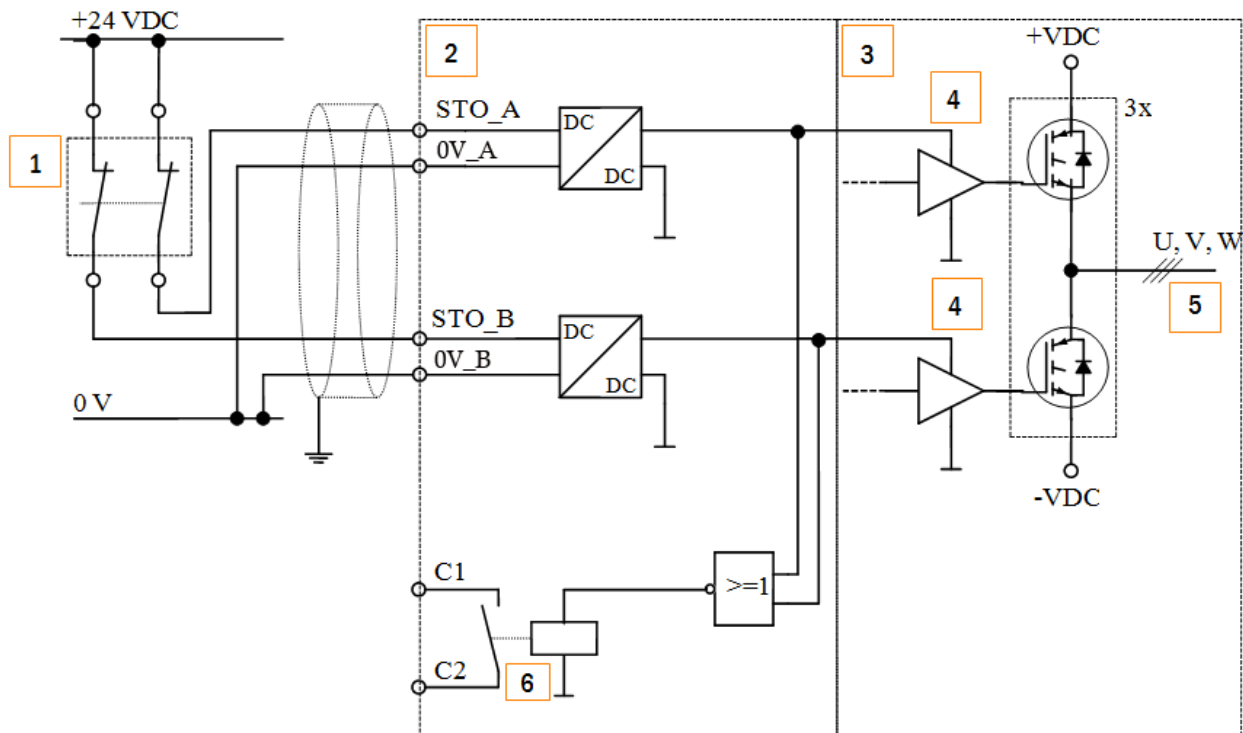 +24 VDC
2
3
+VDC
4
3x
STO_A
DC
1
0V_A
DC
U, V, W
4
5
STO_B
DC
0V_B
DC
0 V
-VDC
C1
>=1
C2
6